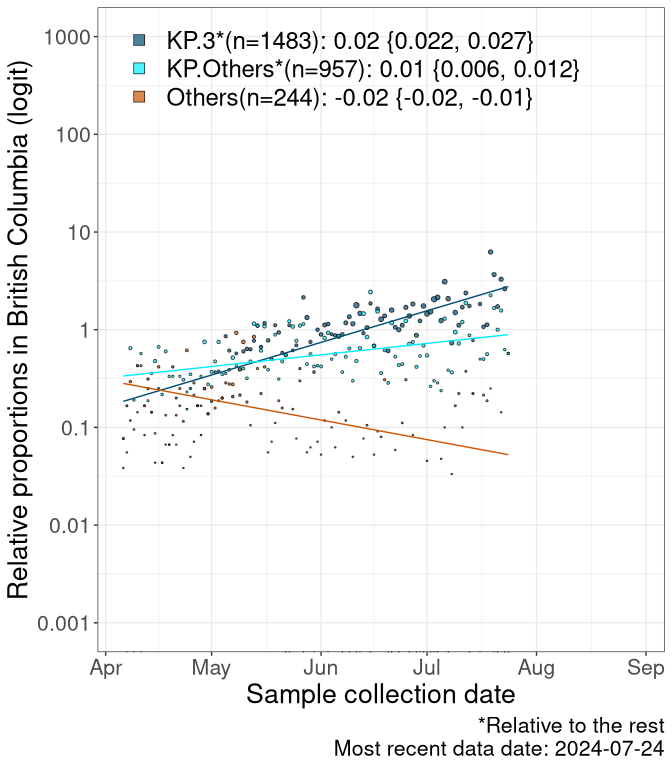 KP.3*(n=1483): 0.02 {0.022, 0.027}
KP.Others*(n=957): 0.01 {0.006, 0.012}
Others(n=244): -0.02 {-0.02, -0.01}
Relative proportions in British Columbia (logit)
1000
100
10
1
0.1
0.01
0.001
Apr May Jun Jul Aug Sep
Sample collection date
*Relative to the rest
Most recent data date: 2024-07-24